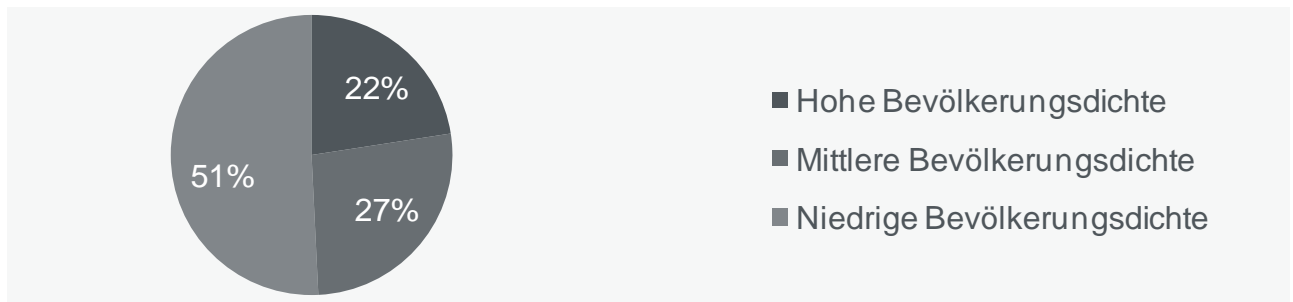 22%
51%
27%
Hohe Bevölkerungsdichte
Mittlere Bevölkerungsdichte
Niedrige Bevölkerungsdichte